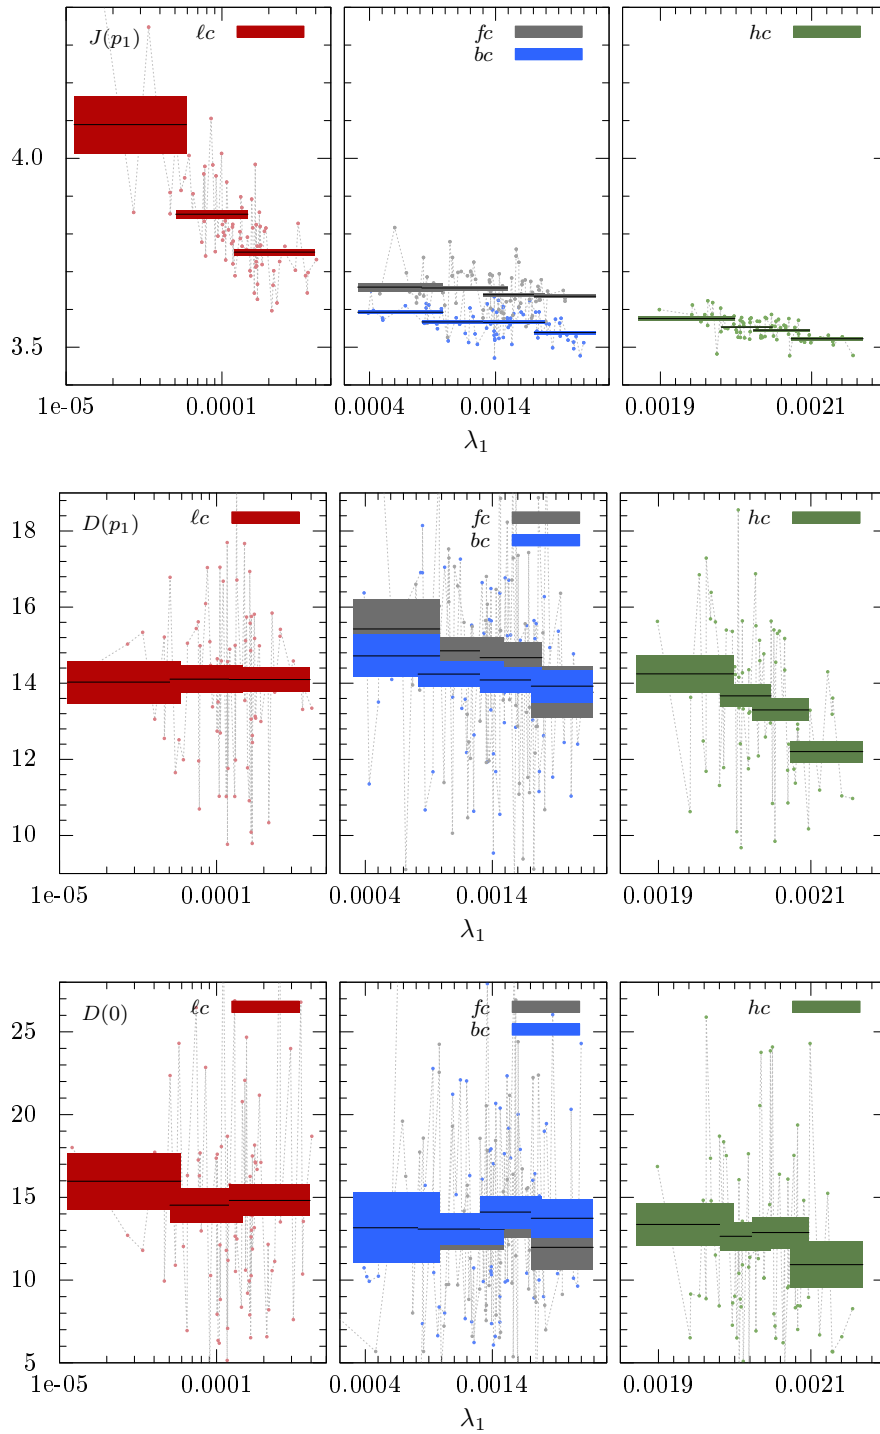 J(p₁) ℓc fc hc
bc
4.0
3.5
1e-05 0.0001 0.0004 0.0014 0.0019 0.0021
λ₁
D(p₁) ℓc fc hc
bc
18
16
14
12
10
1e-05 0.0001 0.0004 0.0014 0.0019 0.0021
λ₁
D(0) ℓc fc hc
bc
25
20
15
10
5
1e-05 0.0001 0.0004 0.0014 0.0019 0.0021
λ₁